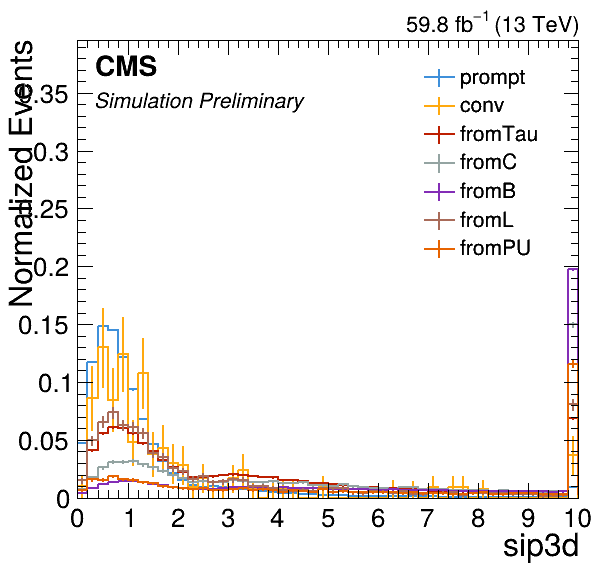 59.8 fb⁻¹ (13 TeV)
CMS
Simulation Preliminary
Normalized Events
prompt
conv
fromTau
fromC
fromB
fromL
fromPU
0.35
0.3
0.25
0.2
0.15
0.1
0.05
0
0 1 2 3 4 5 6 7 8 9 10
sip3d